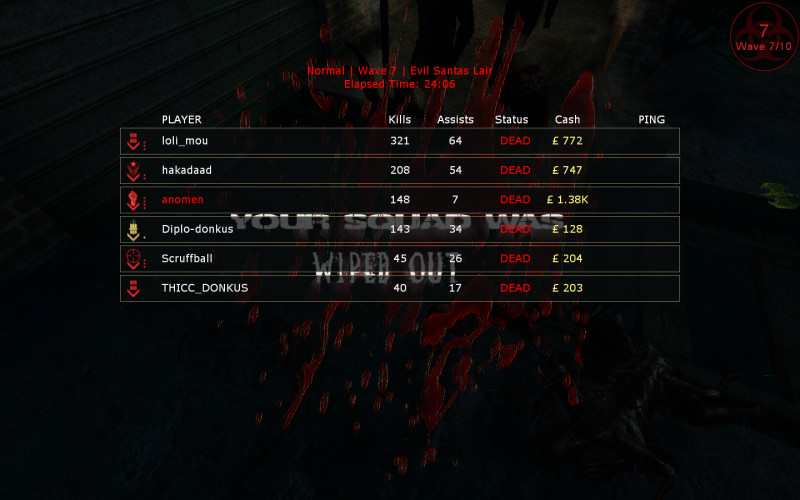 7
Wave 7/10
Normal | Wave 7 | Evil Santas Lair
Elapsed Time: 24:06
PLAYER Kills Assists Status Cash PING
loli_mou 321 64 DEAD £ 772
hakadaad 208 54 DEAD £ 747
anomen 148 7 DEAD £ 1.38K
YOUR SQUAD WAS
Diplo-donkus 143 34 DEAD £ 128
Scruffball 45 26 DEAD £ 204
WIPED OUT
THICC_DONKUS 40 17 DEAD £ 203